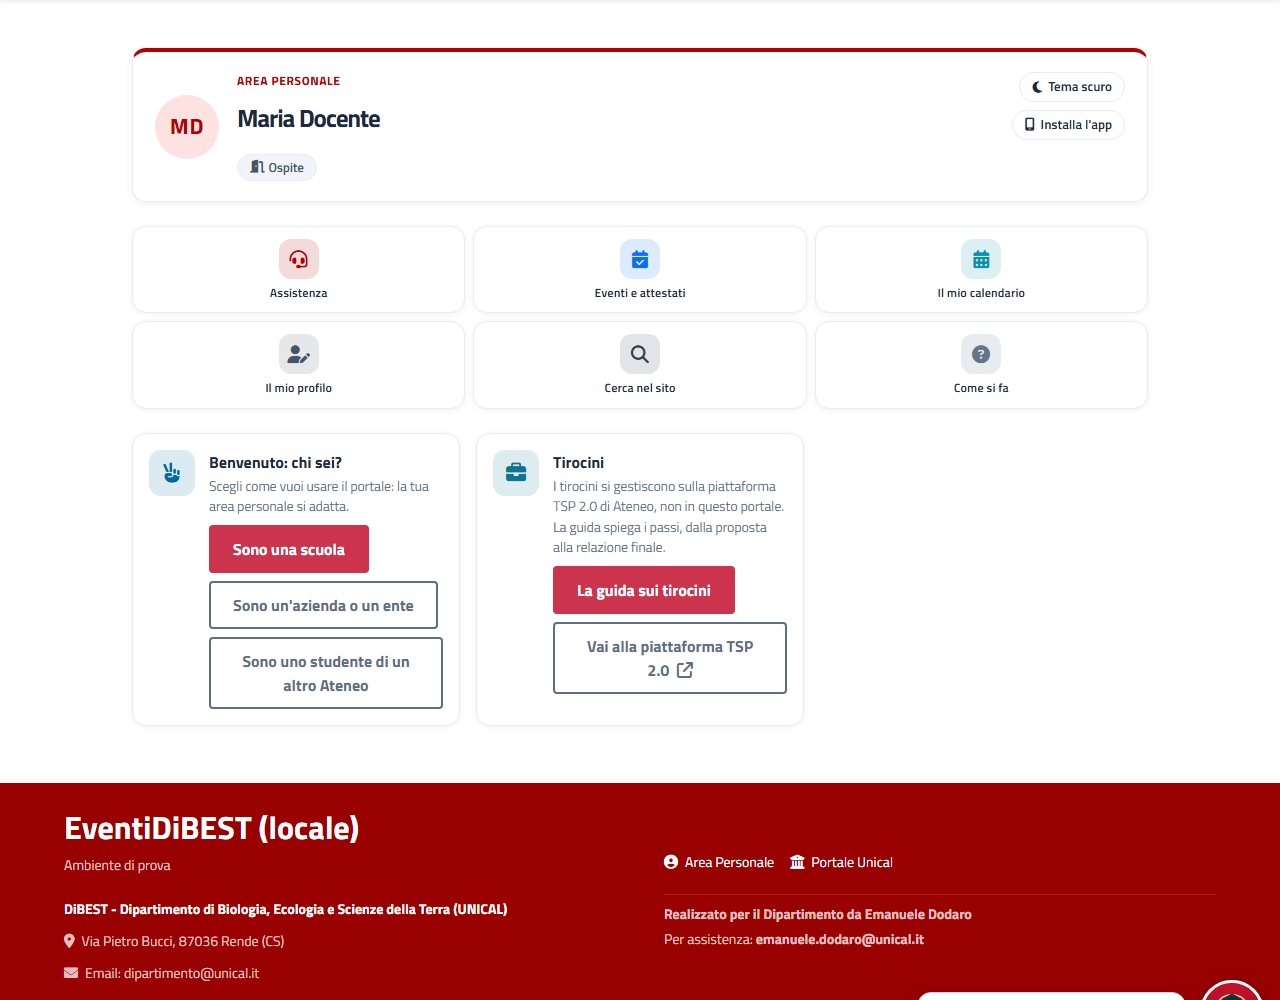 AREA PERSONALE
MD
Maria Docente
Ospite
Tema scuro
Installa l'app
Assistenza
Eventi e attestati
Il mio calendario
Il mio profilo
Cerca nel sito
Come si fa
Benvenuto: chi sei?
Scegli come vuoi usare il portale: la tua
area personale si adatta.
Sono una scuola
Sono un'azienda o un ente
Sono uno studente di un
altro Ateneo
Tirocini
I tirocini si gestiscono sulla piattaforma
TSP 2.0 di Ateneo, non in questo portale.
La guida spiega i passi, dalla proposta
alla relazione finale.
La guida sui tirocini
Vai alla piattaforma TSP
2.0
EventiDiBEST (locale)
Ambiente di prova
DiBEST - Dipartimento di Biologia, Ecologia e Scienze della Terra (UNICAL)
Via Pietro Bucci, 87036 Rende (CS)
Email: dipartimento@unical.it
Area Personale
Portale Unical
Realizzato per il Dipartimento da Emanuele Dodaro
Per assistenza: emanuele.dodaro@unical.it